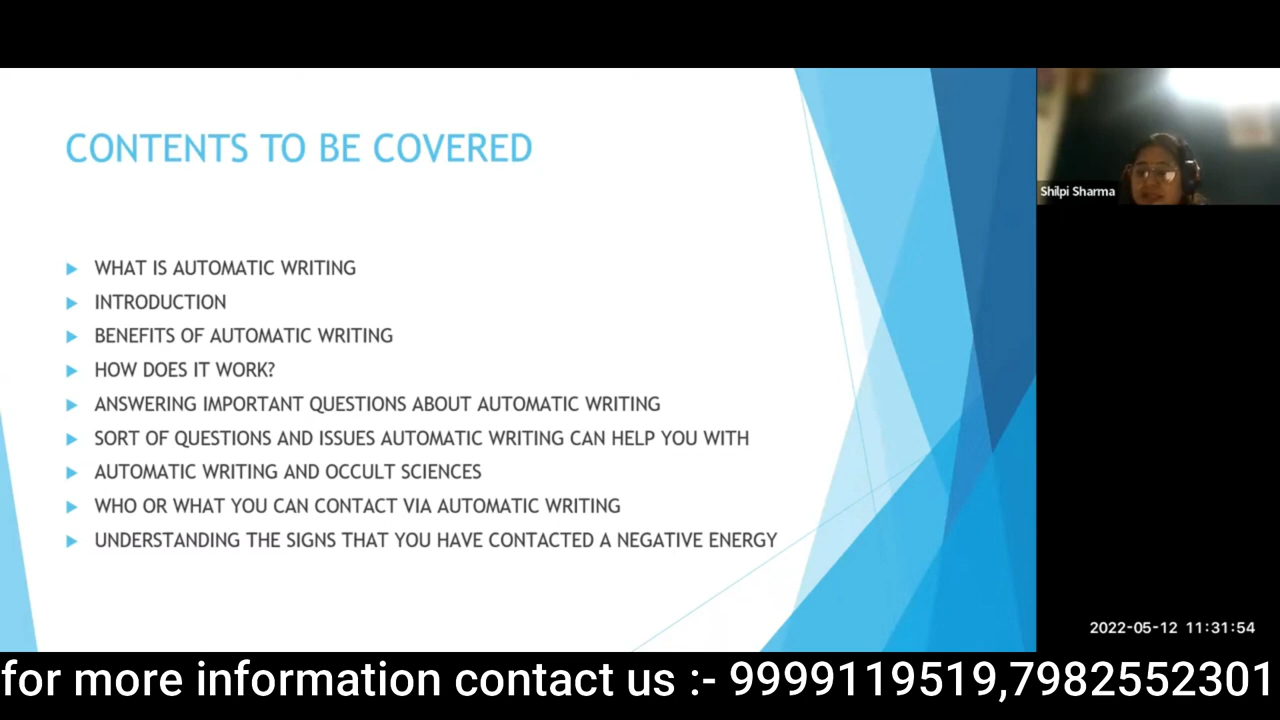 CONTENTS TO BE COVERED
WHAT IS AUTOMATIC WRITING
INTRODUCTION
BENEFITS OF AUTOMATIC WRITING
HOW DOES IT WORK?
ANSWERING IMPORTANT QUESTIONS ABOUT AUTOMATIC WRITING
SORT OF QUESTIONS AND ISSUES AUTOMATIC WRITING CAN HELP YOU WITH
AUTOMATIC WRITING AND OCCULT SCIENCES
WHO OR WHAT YOU CAN CONTACT VIA AUTOMATIC WRITING
UNDERSTANDING THE SIGNS THAT YOU HAVE CONTACTED A NEGATIVE ENERGY
Shilpi Sharma
2022-05-12 11:31:54
for more information contact us :- 9999119519,7982552301